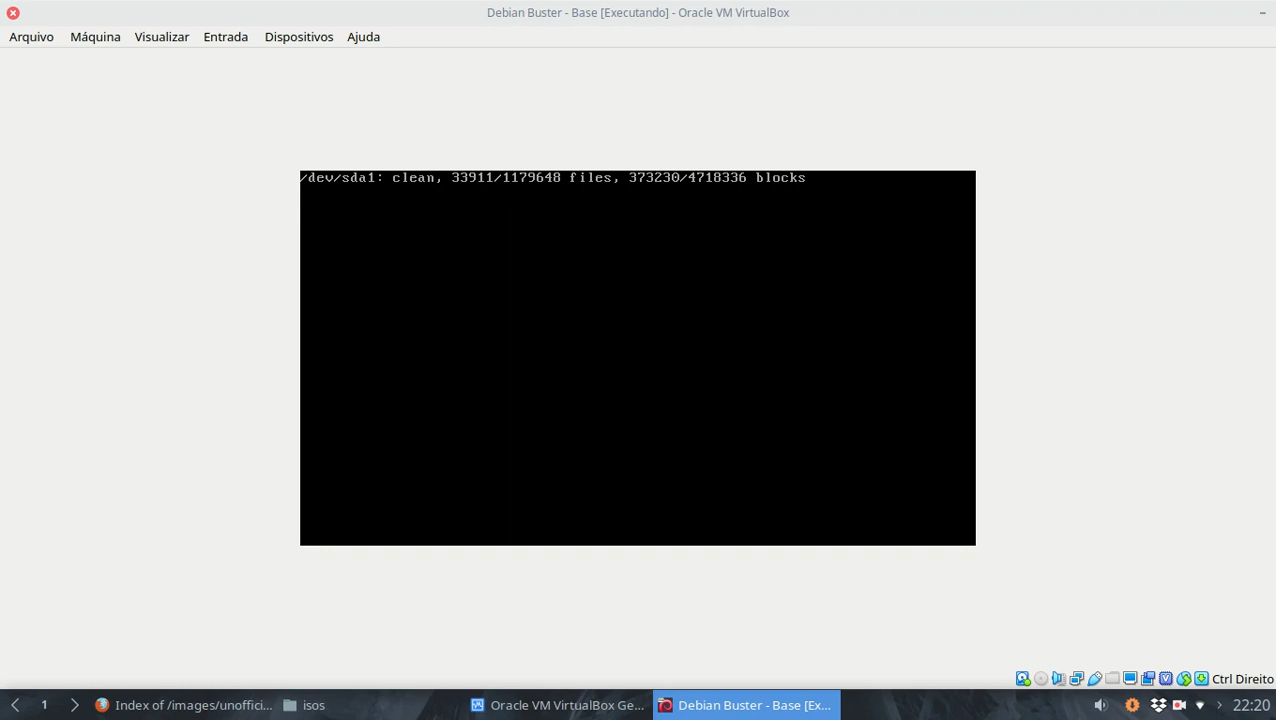 Debian Buster - Base [Executando] - Oracle VM VirtualBox
Arquivo Máquina Visualizar Entrada Dispositivos Ajuda
/dev/sda1: clean, 33911/1179648 files, 373230/4718336 blocks
Ctrl Direito
1 Index of /images/unoffici... isos Oracle VM VirtualBox Ge... Debian Buster - Base [Ex... 22:20